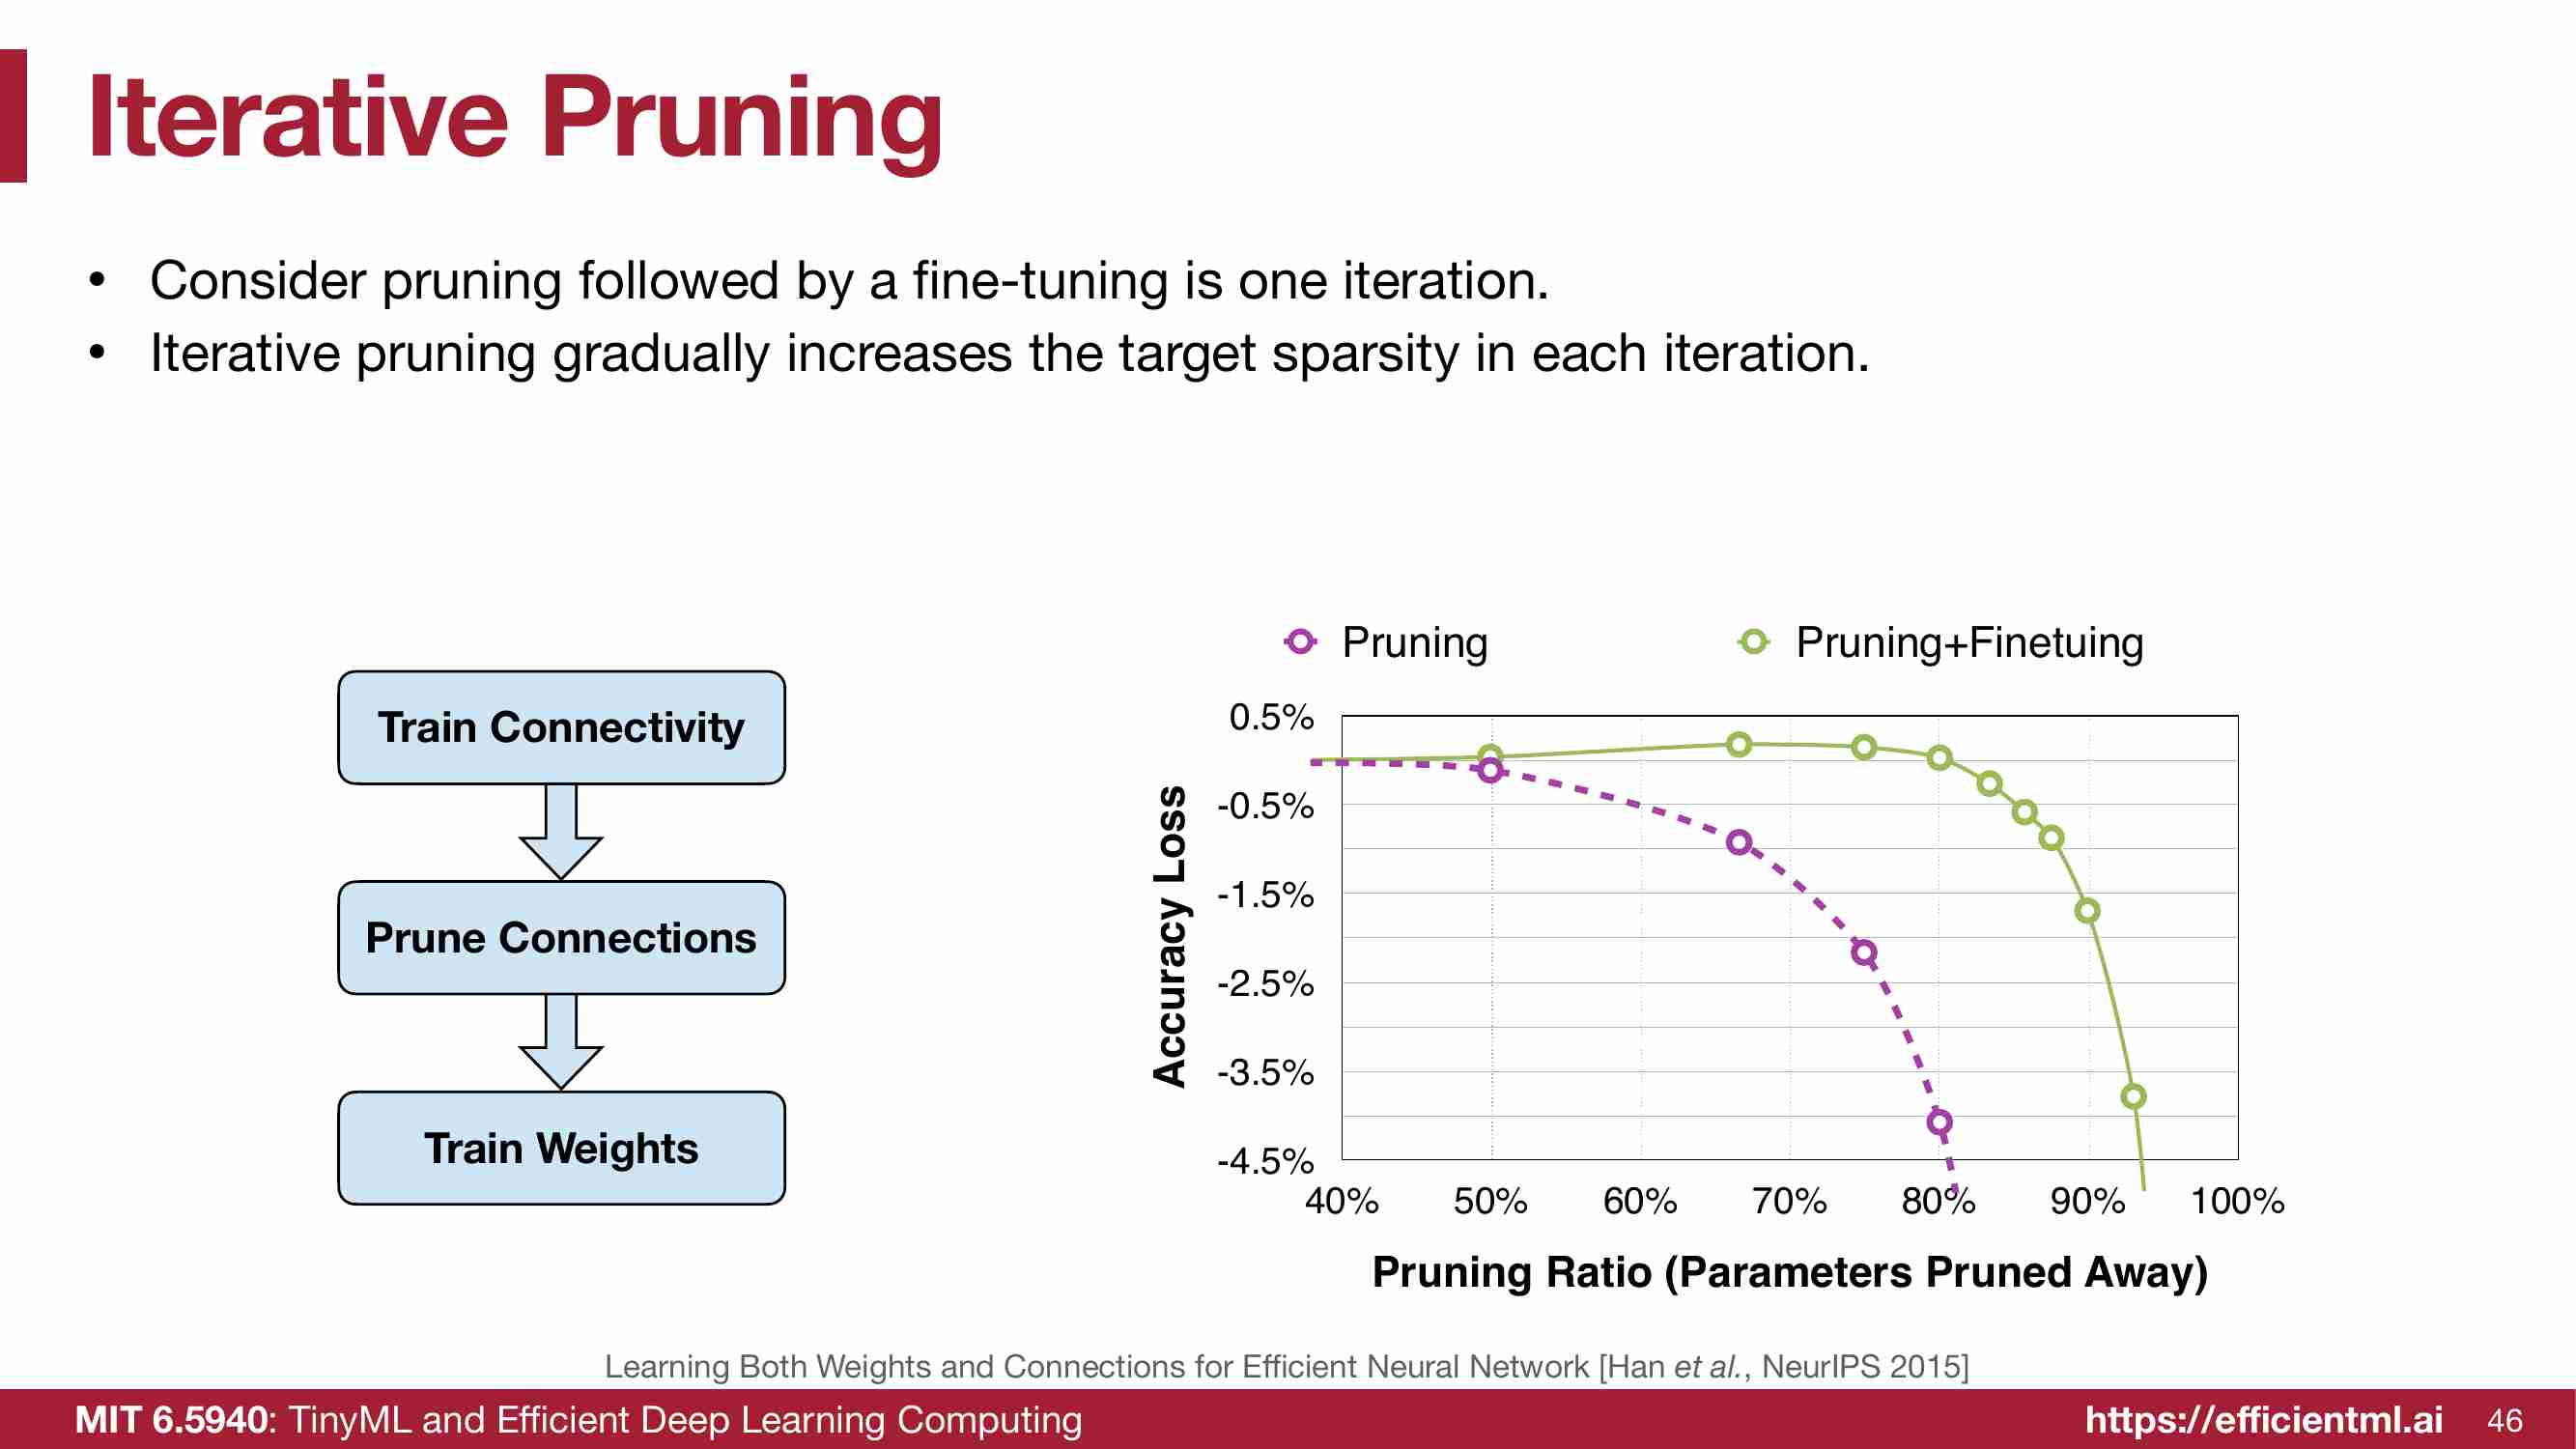 Iterative Pruning
• Consider pruning followed by a fine-tuning is one iteration.
• Iterative pruning gradually increases the target sparsity in each iteration.
Train Connectivity
Prune Connections
Train Weights
Pruning
Pruning+Finetuing
0.5%
-0.5%
-1.5%
-2.5%
-3.5%
-4.5%
Accuracy Loss
40% 50% 60% 70% 80% 90% 100%
Pruning Ratio (Parameters Pruned Away)
Learning Both Weights and Connections for Efficient Neural Network [Han et al., NeurIPS 2015]
MIT 6.5940: TinyML and Efficient Deep Learning Computing
https://efficientml.ai 46